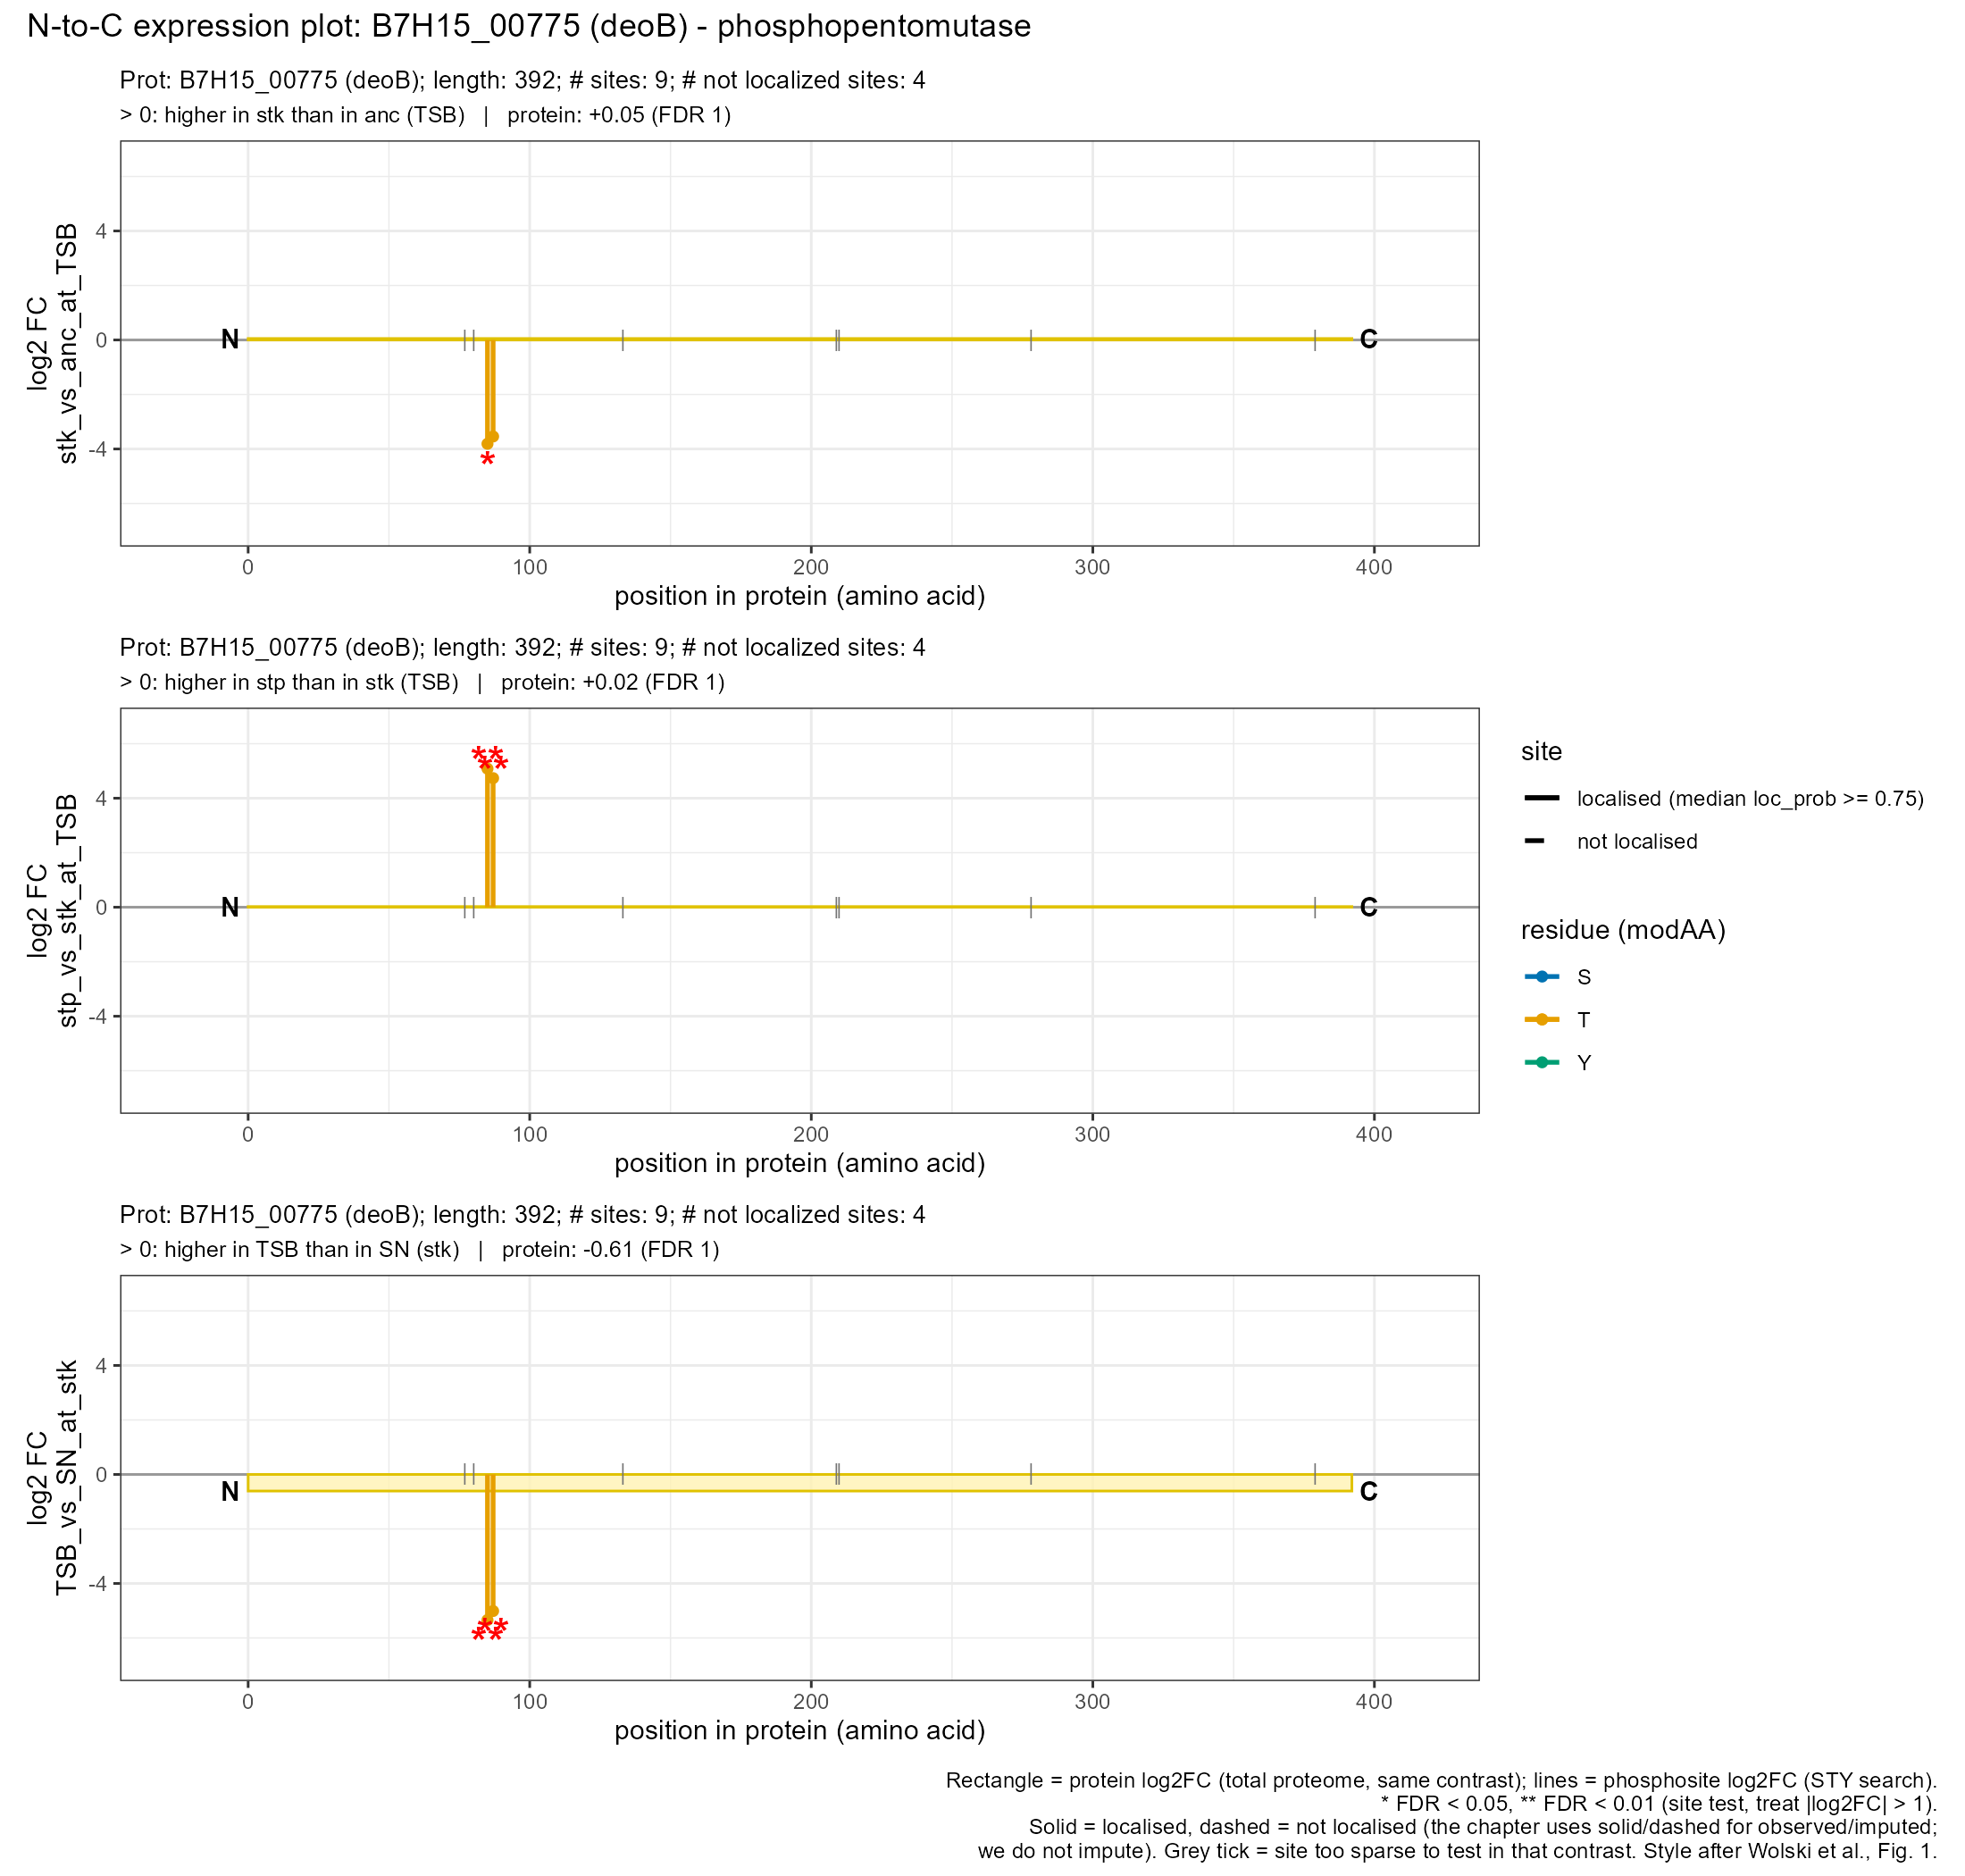 N-to-C expression plot: B7H15_00775 (deoB) - phosphopentomutase
Prot: B7H15_00775 (deoB); length: 392; # sites: 9; # not localized sites: 4
> 0: higher in stk than in anc (TSB)   |   protein: +0.05 (FDR 1)
log2 FC
stk_vs_anc_at_TSB
4
0
-4
N
C
*
0
100
200
300
400
position in protein (amino acid)
Prot: B7H15_00775 (deoB); length: 392; # sites: 9; # not localized sites: 4
> 0: higher in stp than in stk (TSB)   |   protein: +0.02 (FDR 1)
log2 FC
stp_vs_stk_at_TSB
4
0
-4
**
**
N
C
0
100
200
300
400
position in protein (amino acid)
site
localised (median loc_prob >= 0.75)
not localised
residue (modAA)
S
T
Y
Prot: B7H15_00775 (deoB); length: 392; # sites: 9; # not localized sites: 4
> 0: higher in TSB than in SN (stk)   |   protein: -0.61 (FDR 1)
log2 FC
TSB_vs_SN_at_stk
4
0
-4
N
C
**
**
0
100
200
300
400
position in protein (amino acid)
Rectangle = protein log2FC (total proteome, same contrast); lines = phosphosite log2FC (STY search).
* FDR < 0.05, ** FDR < 0.01 (site test, treat |log2FC| > 1).
Solid = localised, dashed = not localised (the chapter uses solid/dashed for observed/imputed;
we do not impute). Grey tick = site too sparse to test in that contrast. Style after Wolski et al., Fig. 1.